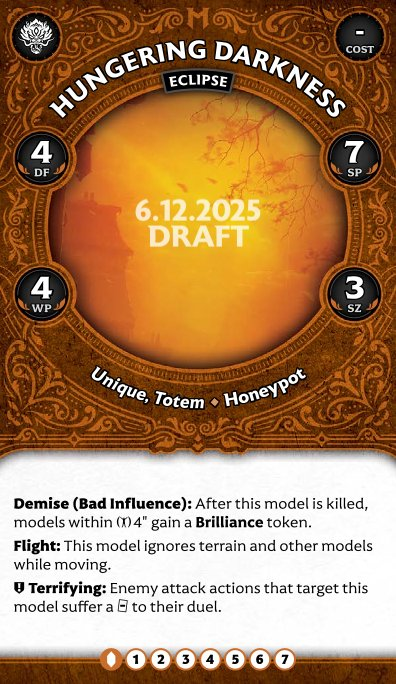 -
COST
HUNGERING DARKNESS
ECLIPSE
4
DF
7
SP
6.12.2025
DRAFT
4
WP
3
SZ
Unique, Totem ◆ Honeypot
Demise (Bad Influence): After this model is killed,
models within 4" gain a Brilliance token.
Flight: This model ignores terrain and other models
while moving.
Terrifying: Enemy attack actions that target this
model suffer a to their duel.
1 2 3 4 5 6 7